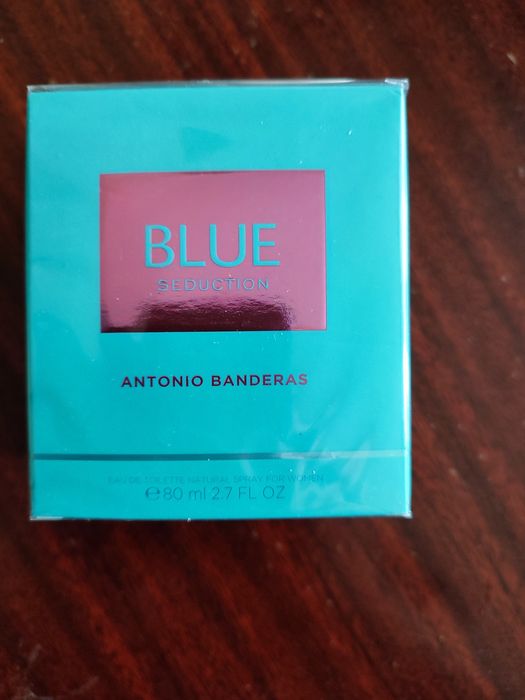 BLUE
SEDUCTION
ANTONIO BANDERAS
EAU DE TOILETTE NATURAL SPRAY FOR WOMEN
℮80 ml 2.7 FL OZ